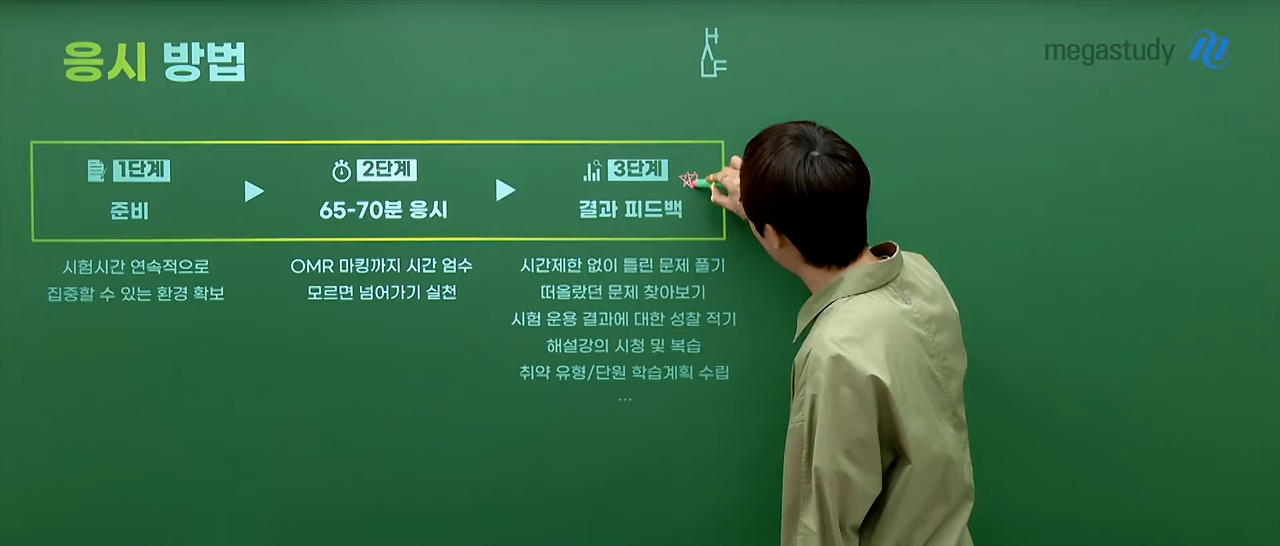 응시 방법
HALF
megastudy
1단계
준비
시험시간 연속적으로
집중할 수 있는 환경 확보
2단계
65-70분 응시
OMR 마킹까지 시간 엄수
모르면 넘어가기 실천
3단계
결과 피드백
시간제한 없이 틀린 문제 풀기
떠올랐던 문제 찾아보기
시험 운용 결과에 대한 성찰 적기
해설강의 시청 및 복습
취약 유형/단원 학습계획 수립
...